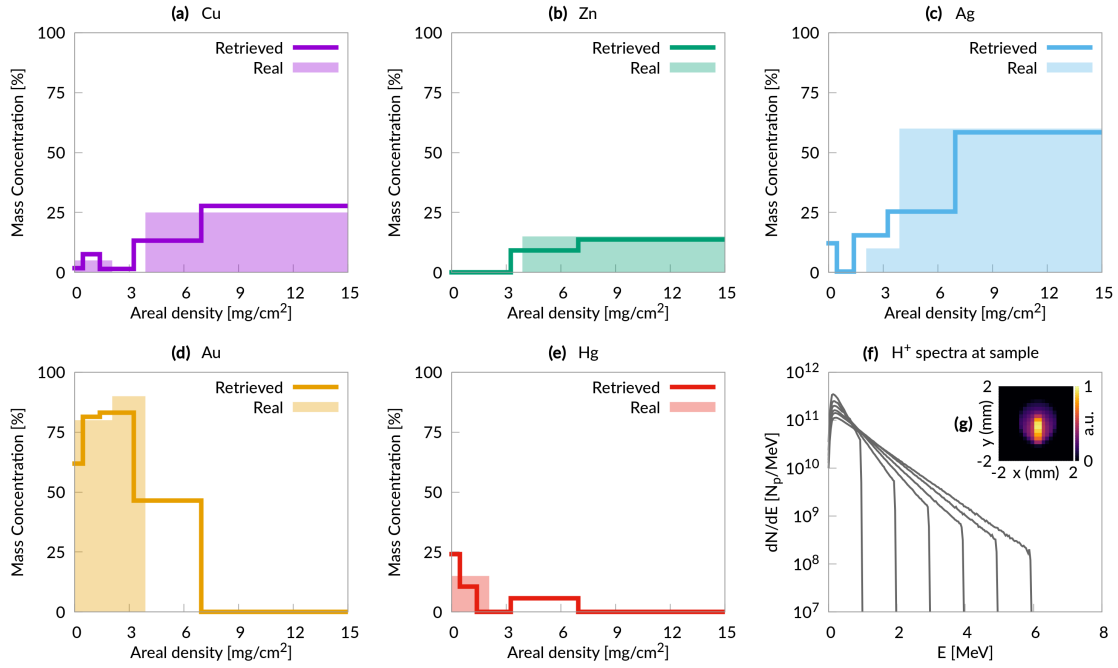 (a) Cu
100
75
50
25
0
Mass Concentration [%]
Retrieved
Real
0 3 6 9 12 15
Areal density [mg/cm²]
(b) Zn
100
75
50
25
0
Mass Concentration [%]
Retrieved
Real
0 3 6 9 12 15
Areal density [mg/cm²]
(c) Ag
100
75
50
25
0
Mass Concentration [%]
Retrieved
Real
0 3 6 9 12 15
Areal density [mg/cm²]
(d) Au
100
75
50
25
0
Mass Concentration [%]
Retrieved
Real
0 3 6 9 12 15
Areal density [mg/cm²]
(e) Hg
100
75
50
25
0
Mass Concentration [%]
Retrieved
Real
0 3 6 9 12 15
Areal density [mg/cm²]
(f) H⁺ spectra at sample
10¹²
10¹¹
10¹⁰
10⁹
10⁸
10⁷
dN/dE [Nₚ/MeV]
0 2 4 6 8
E [MeV]
(g)
2
-2
y (mm)
-2 x (mm) 2
1
0
a.u.